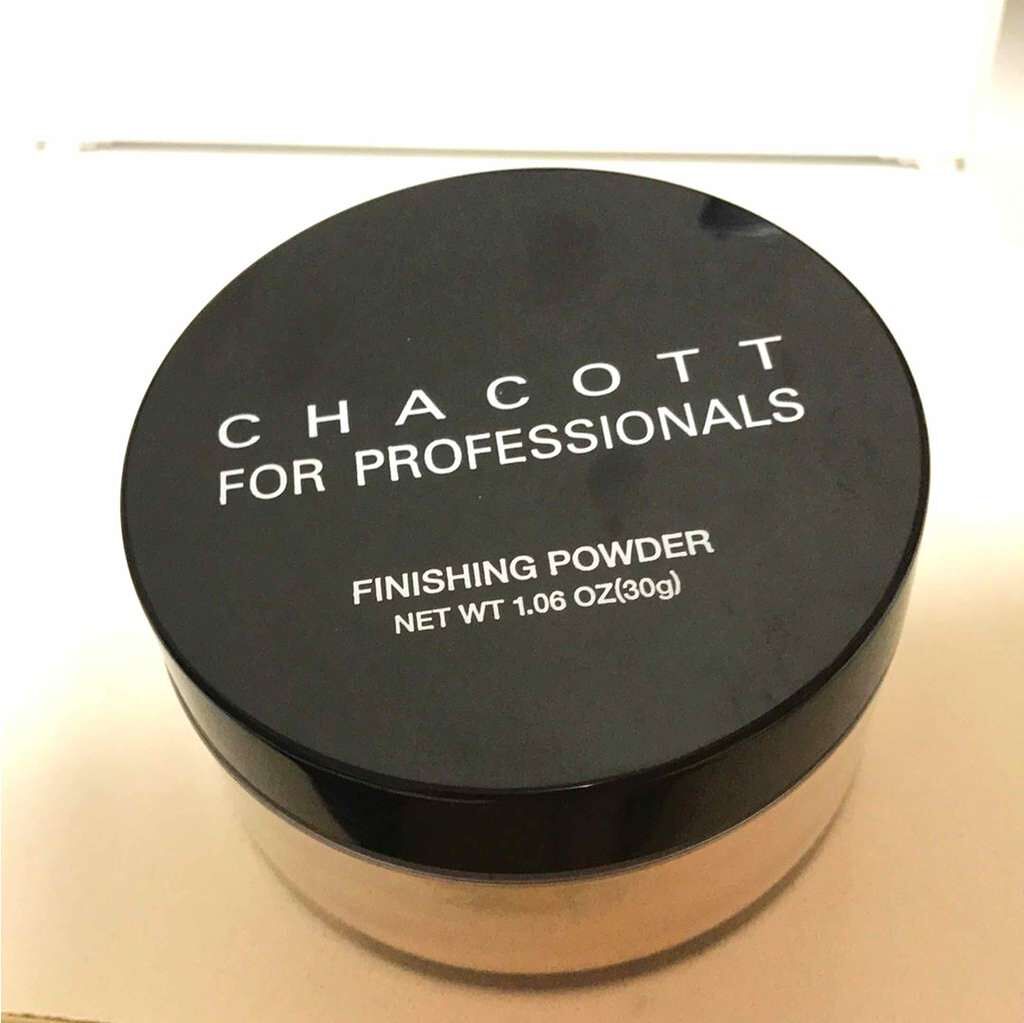 CHACOTT
FOR PROFESSIONALS
FINISHING POWDER
NET WT 1.06 OZ(30g)